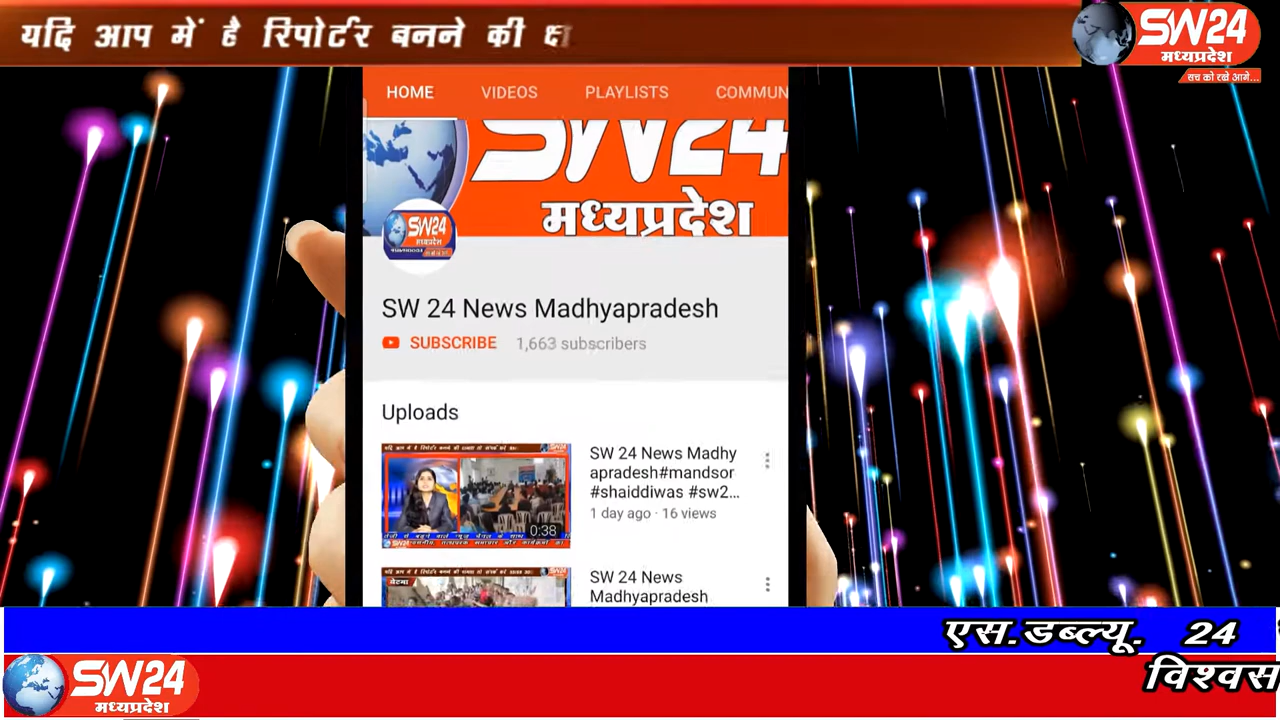 यदि आप में है रिपोर्टर बनने की क्ष
SW24
मध्यप्रदेश
सच को रखे आगे...
HOME VIDEOS PLAYLISTS COMMUN
SW24
मध्यप्रदेश
SW24
SW 24 News Madhyapradesh
SUBSCRIBE 1,663 subscribers
Uploads
SW 24 News Madhy
apradesh#mandsor
#shaiddiwas #sw2...
1 day ago · 16 views
0:38
SW 24 News
Madhyapradesh
एस.डब्ल्यू. 24
विश्वस
SW24
मध्यप्रदेश